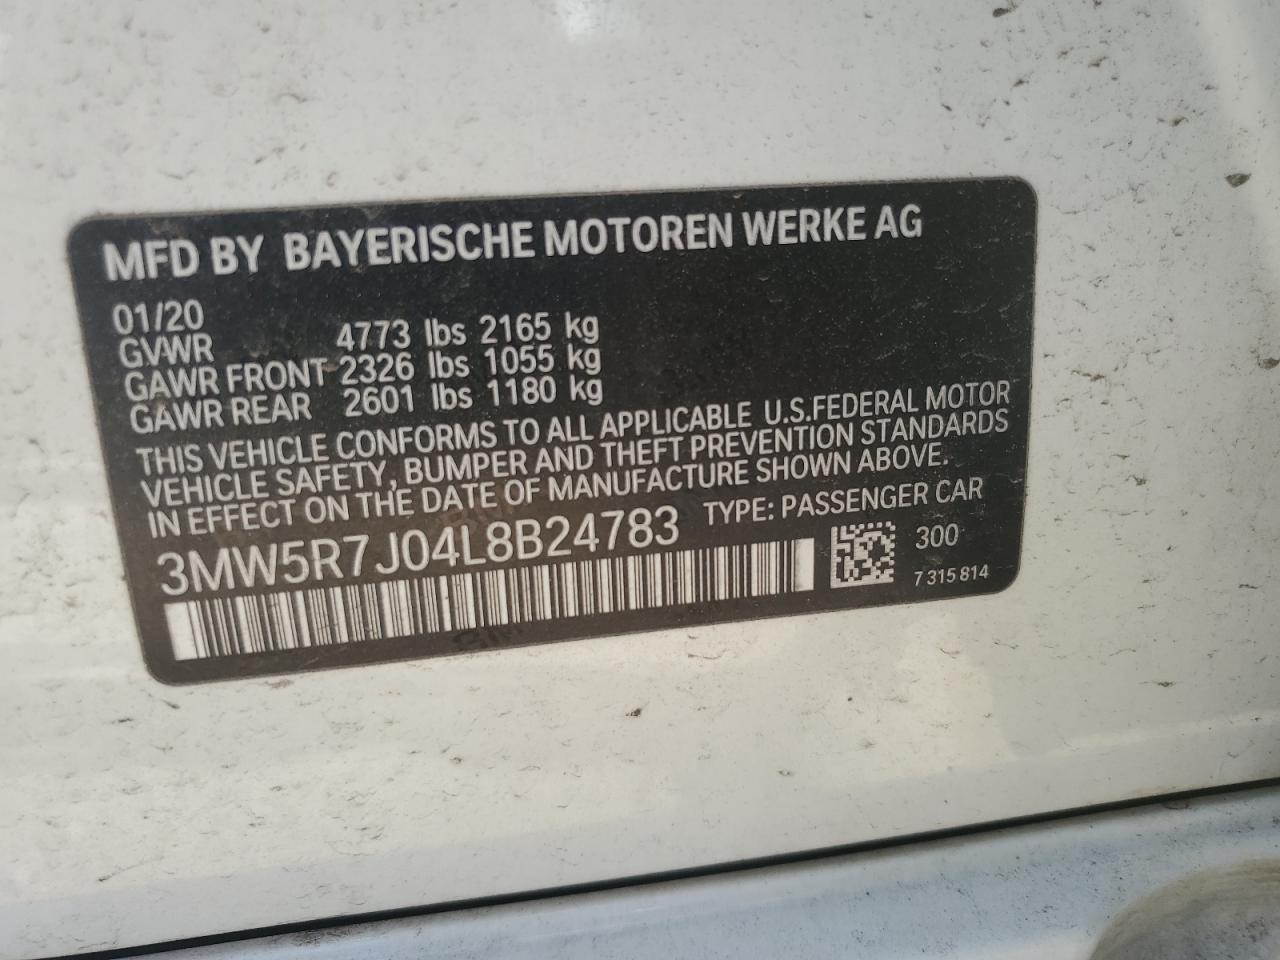 MFD BY BAYERISCHE MOTOREN WERKE AG
01/20
GVWR 4773 lbs 2165 kg
GAWR FRONT 2326 lbs 1055 kg
GAWR REAR 2601 lbs 1180 kg
THIS VEHICLE CONFORMS TO ALL APPLICABLE U.S.FEDERAL MOTOR
VEHICLE SAFETY, BUMPER AND THEFT PREVENTION STANDARDS
IN EFFECT ON THE DATE OF MANUFACTURE SHOWN ABOVE.
3MW5R7J04L8B24783 TYPE: PASSENGER CAR
300
7 315 814